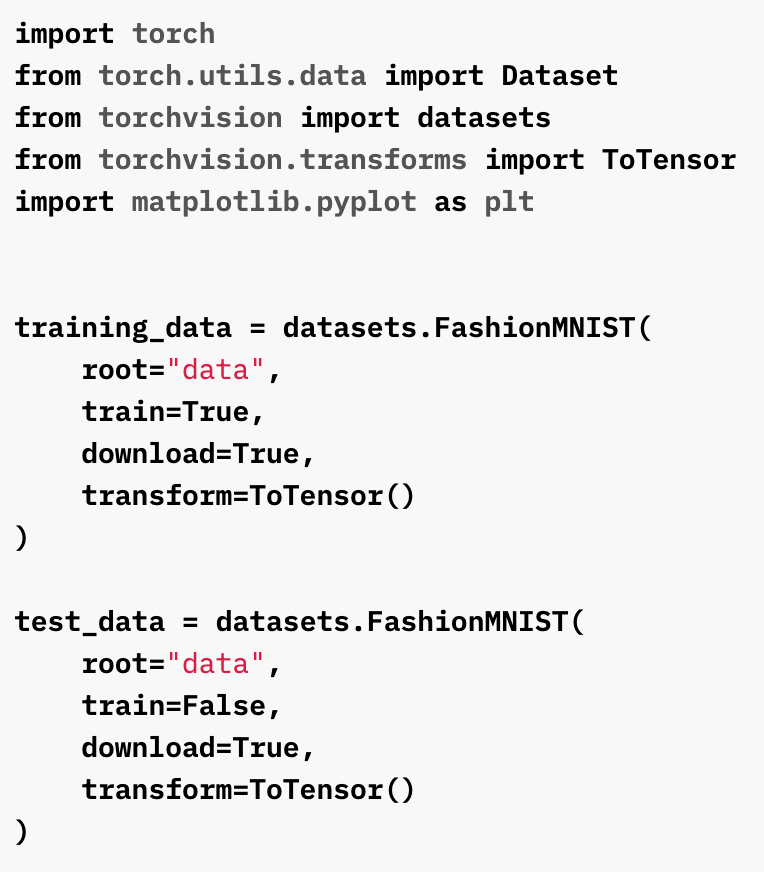 import torch
from torch.utils.data import Dataset
from torchvision import datasets
from torchvision.transforms import ToTensor
import matplotlib.pyplot as plt
training_data = datasets.FashionMNIST(
    root="data",
    train=True,
    download=True,
    transform=ToTensor()
)
test_data = datasets.FashionMNIST(
    root="data",
    train=False,
    download=True,
    transform=ToTensor()
)